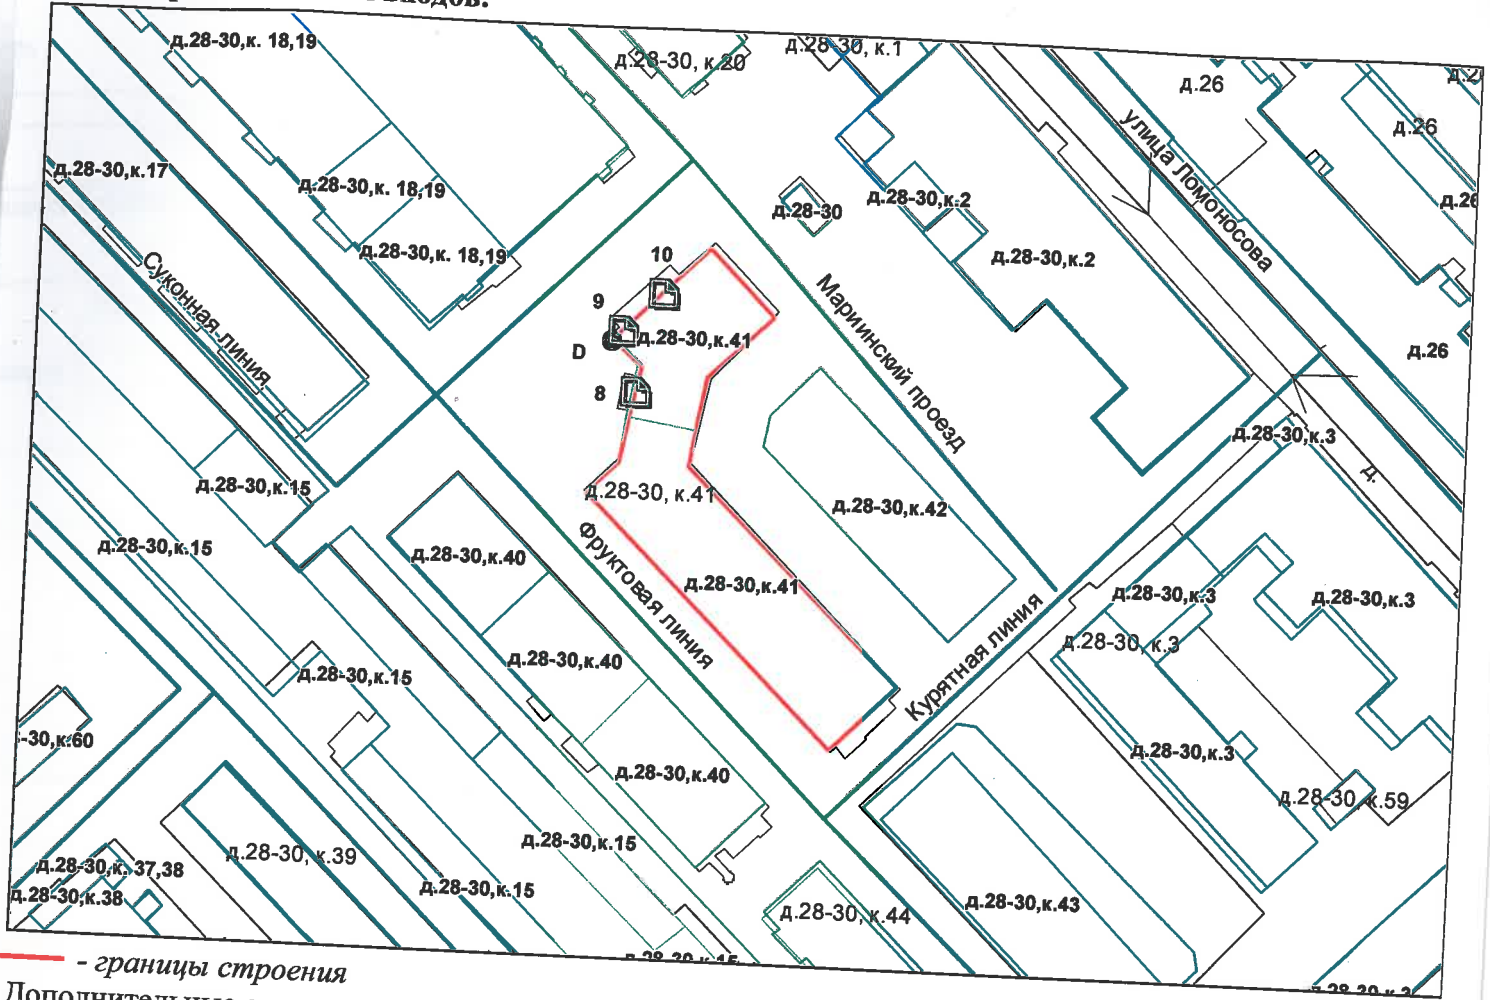 д.28-30,к. 18,19
д.28-30, к.20
д.28-30, к.1
д.26
д.26
улица Ломоносова
д.28-30,к.17
д.28-30,к. 18,19
д.28-30
д.28-30,к.2
д.28-30,к. 18,19
10
д.28-30,к.2
Суконная линия
9
д.28-30,к.41
Мариинский проезд
D
д.26
8
д.28-30,к.3
д.
д.28-30,к.15
д.28-30, к.41
д.28-30,к.42
д.28-30,к.15
д.28-30,к.40
Фруктовая линия
д.28-30,к.41
д.28-30,к.3
д.28-30,к.3
д.28-30, к.3
д.28-30,к.40
Курятная линия
д.28-30,к.15
-30,к.60
д.28-30,к.3
д.28-30,к.40
д.28-30, к.59
д.28-30,к.15
д.28-30, к.39
д.28-30,к. 37,38
д.28-30,к.38
д.28-30,к.15
д.28-30, к.44
д.28-30,к.43
- границы строения